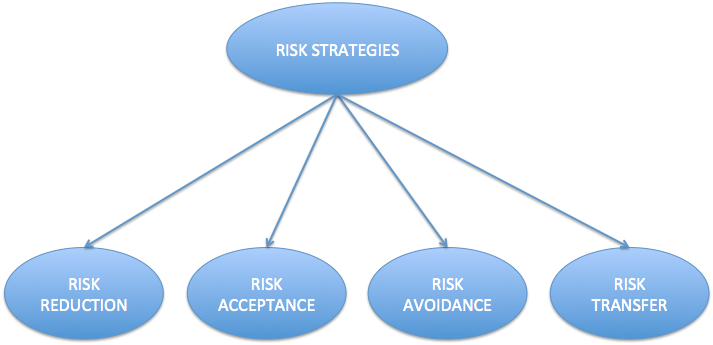 RISK STRATEGIES
RISK
REDUCTION
RISK
ACCEPTANCE
RISK
AVOIDANCE
RISK
TRANSFER